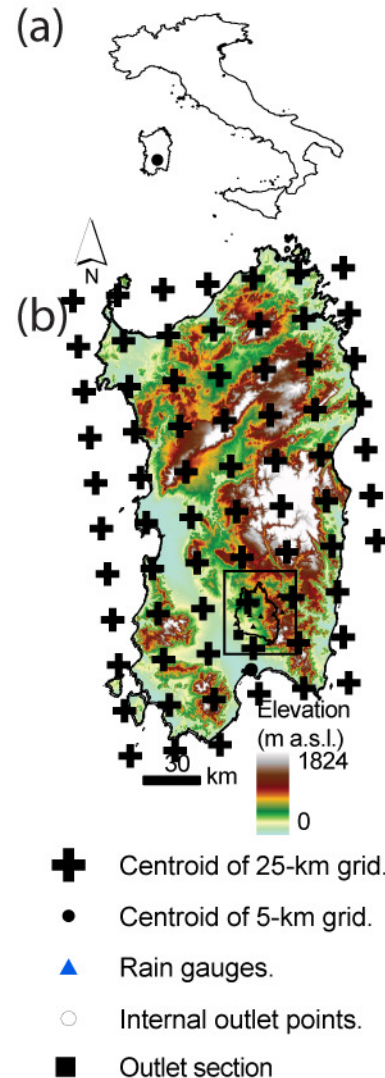 (a)
N
(b)
Elevation
(m a.s.l.)
1824
0
30
km
Centroid of 25-km grid.
Centroid of 5-km grid.
Rain gauges.
Internal outlet points.
Outlet section